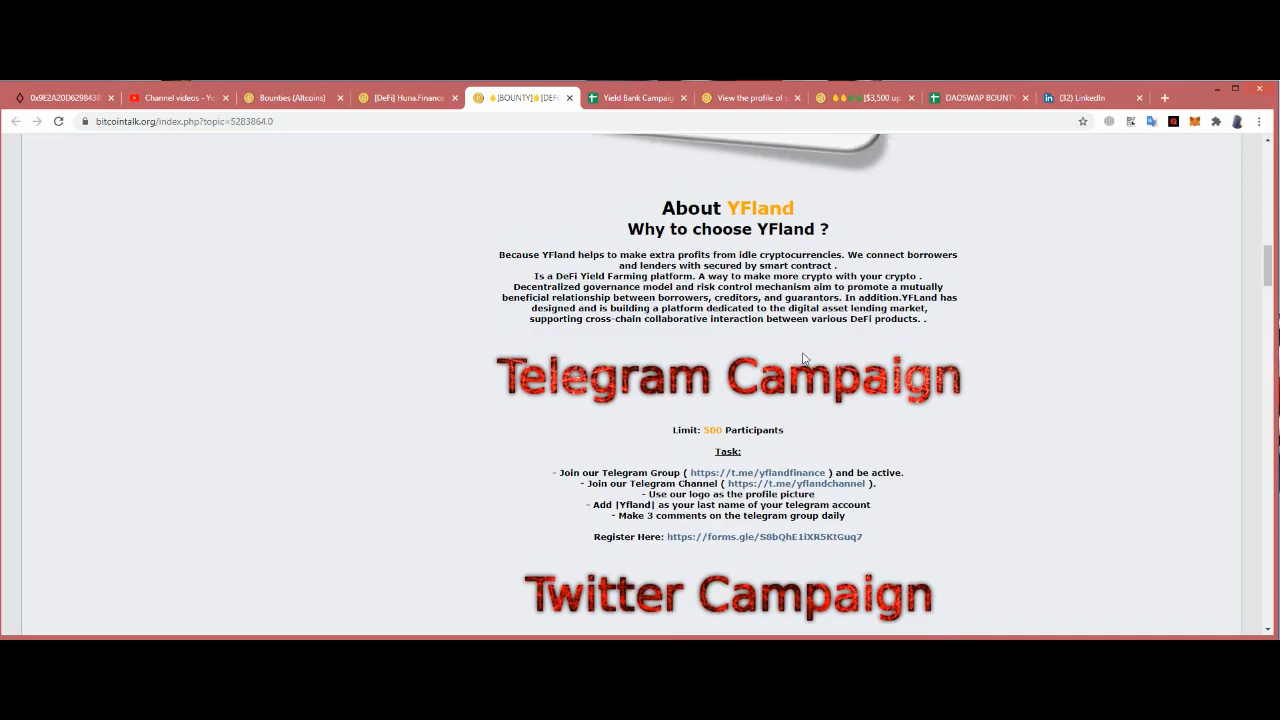 0x9E2A20D629843B
Channel videos - Yo
Bounties (Altcoins)
[DeFi] Huna.Finance
[BOUNTY]
[DEFI
Yield Bank Campaig
View the profile of s
[$3,500 up
DAOSWAP BOUNTY
(32) LinkedIn
bitcointalk.org/index.php?topic=5283864.0
About YFland
Why to choose YFland ?
Because YFland helps to make extra profits from idle cryptocurrencies. We connect borrowers
and lenders with secured by smart contract .
Is a DeFi Yield Farming platform. A way to make more crypto with your crypto .
Decentralized governance model and risk control mechanism aim to promote a mutually
beneficial relationship between borrowers, creditors, and guarantors. In addition.YFLand has
designed and is building a platform dedicated to the digital asset lending market,
supporting cross-chain collaborative interaction between various DeFi products. .
Telegram Campaign
Limit: 500 Participants
Task:
- Join our Telegram Group ( https://t.me/yflandfinance ) and be active.
- Join our Telegram Channel ( https://t.me/yflandchannel ).
- Use our logo as the profile picture
- Add |Yfland| as your last name of your telegram account
- Make 3 comments on the telegram group daily
Register Here: https://forms.gle/S8bQhE1iXR5KtGuq7
Twitter Campaign